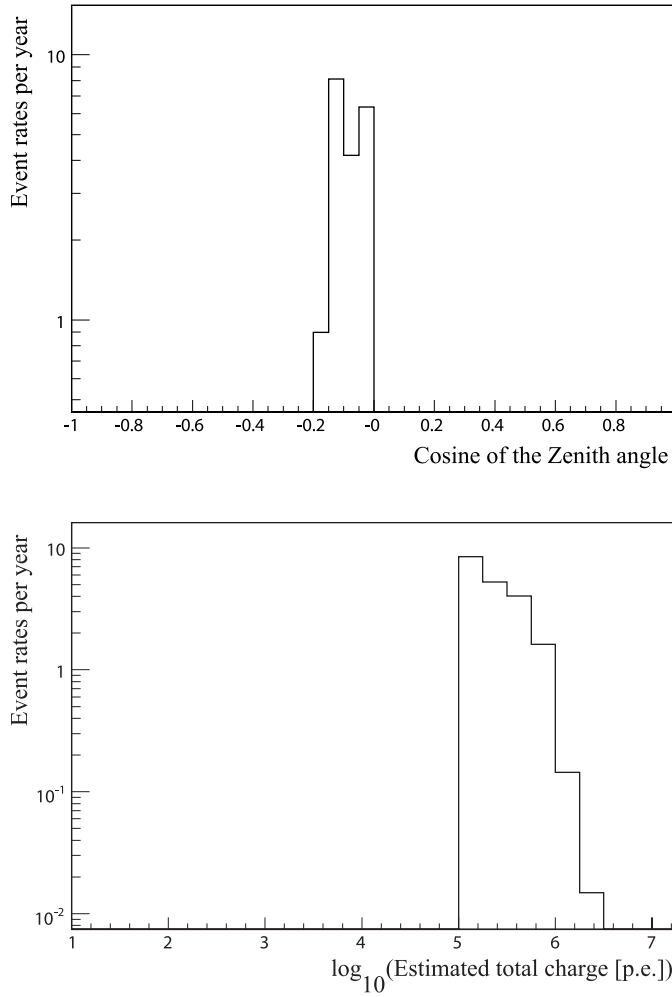 Event rates per year
10
1
-1 -0.8 -0.6 -0.4 -0.2 -0 0.2 0.4 0.6 0.8
Cosine of the Zenith angle
Event rates per year
10
1
10-1
10-2
1 2 3 4 5 6 7
log10(Estimated total charge [p.e.])